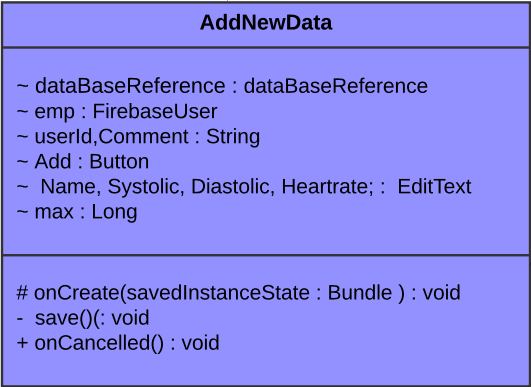 AddNewData
~ dataBaseReference : dataBaseReference
~ emp : FirebaseUser
~ userId,Comment : String
~ Add : Button
~ Name, Systolic, Diastolic, Heartrate; : EditText
~ max : Long
# onCreate(savedInstanceState : Bundle ) : void
- save()(: void
+ onCancelled() : void